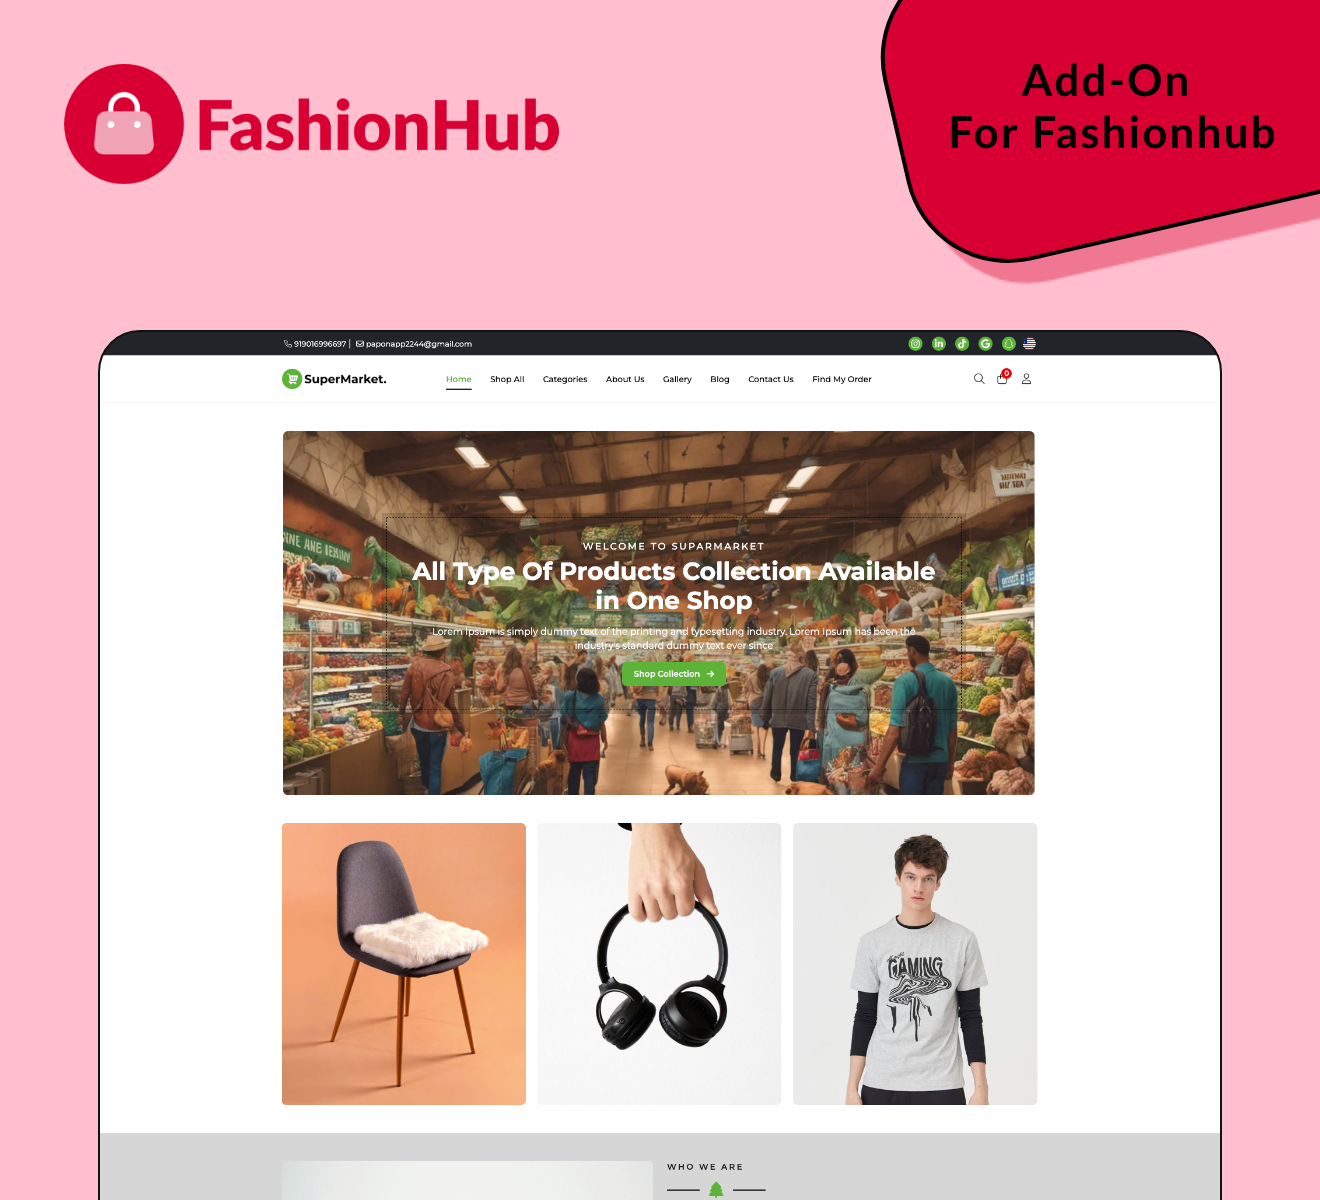 FashionHub
Add-On
For Fashionhub
919016996697 | paponapp2244@gmail.com
SuperMarket.
Home Shop All Categories About Us Gallery Blog Contact Us Find My Order
0
WELCOME TO SUPARMARKET
All Type Of Products Collection Available
in One Shop
Lorem Ipsum is simply dummy text of the printing and typesetting industry. Lorem Ipsum has been the
industry's standard dummy text ever since
Shop Collection
GAMING
WHO WE ARE